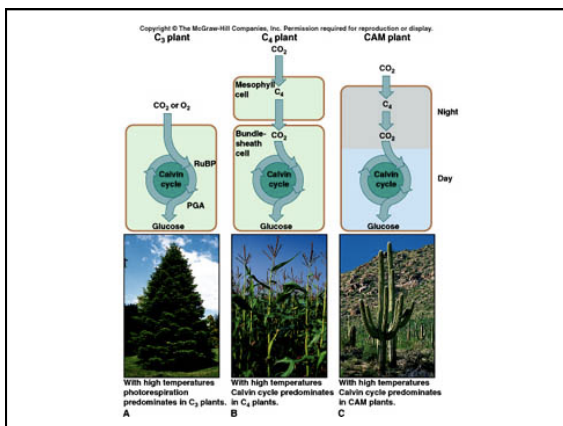 Copyright © The McGraw-Hill Companies, Inc. Permission required for reproduction or display.
C₃ plant
CO₂ or O₂
RuBP
Calvin
cycle
PGA
Glucose
With high temperatures
photorespiration
predominates in C₃ plants.
A
C₄ plant
CO₂
Mesophyll
cell
C₄
Bundle-
sheath
cell
CO₂
Calvin
cycle
Glucose
With high temperatures
Calvin cycle predominates
in C₄ plants.
B
CAM plant
CO₂
C₄
CO₂
Night
Calvin
cycle
Day
Glucose
With high temperatures
Calvin cycle predominates
in CAM plants.
C